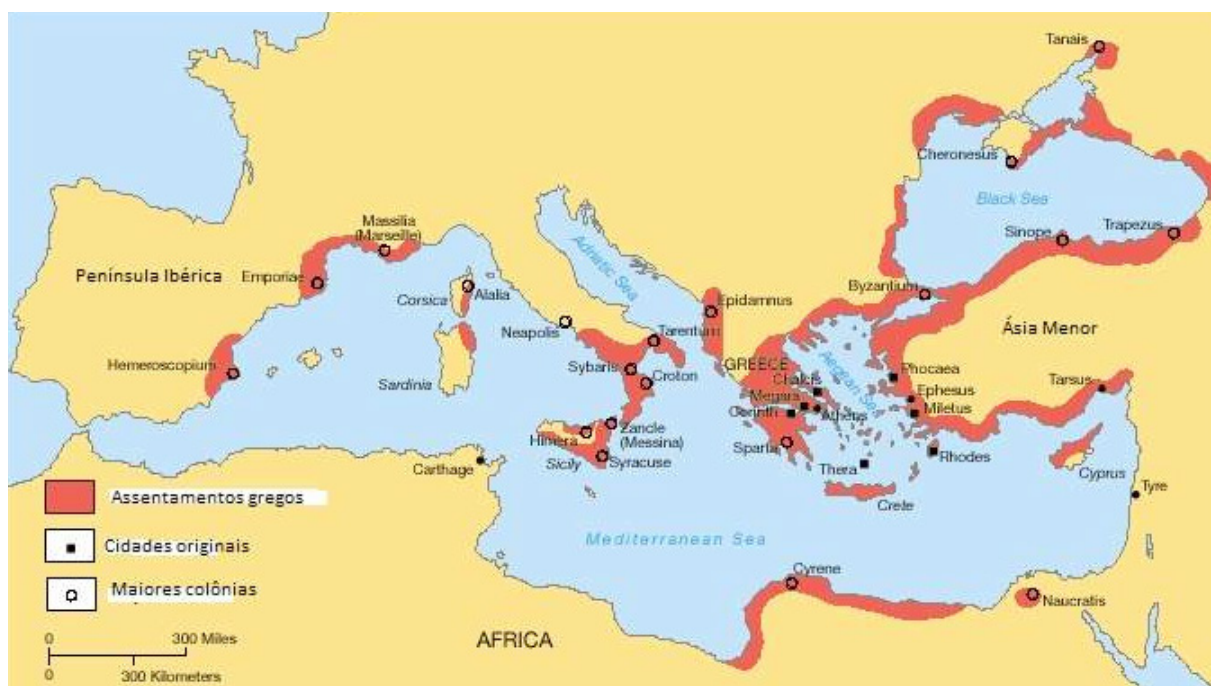 Tanais
Cheronesus
Black Sea
Massilia
(Marseille)
Sinope
Trapezus
Península Ibérica
Emporiae
Adriatic Sea
Corsica
Alalia
Byzantium
Epidamnus
Neapolis
Tarentum
Ásia Menor
Hemeroscopium
Sardinia
Sybaris
GREECE
Aegean Sea
Phocaea
Croton
Chalcis
Ephesus
Tarsus
Megara
Corinth
Athens
Miletus
Himera
Zancle
(Messina)
Sparta
Carthage
Sicily
Syracuse
Thera
Rhodes
Cyprus
Tyre
Crete
Assentamentos gregos
Cidades originais
Mediterranean Sea
Maiores colônias
Cyrene
Naucratis
0 300 Miles
AFRICA
0 300 Kilometers